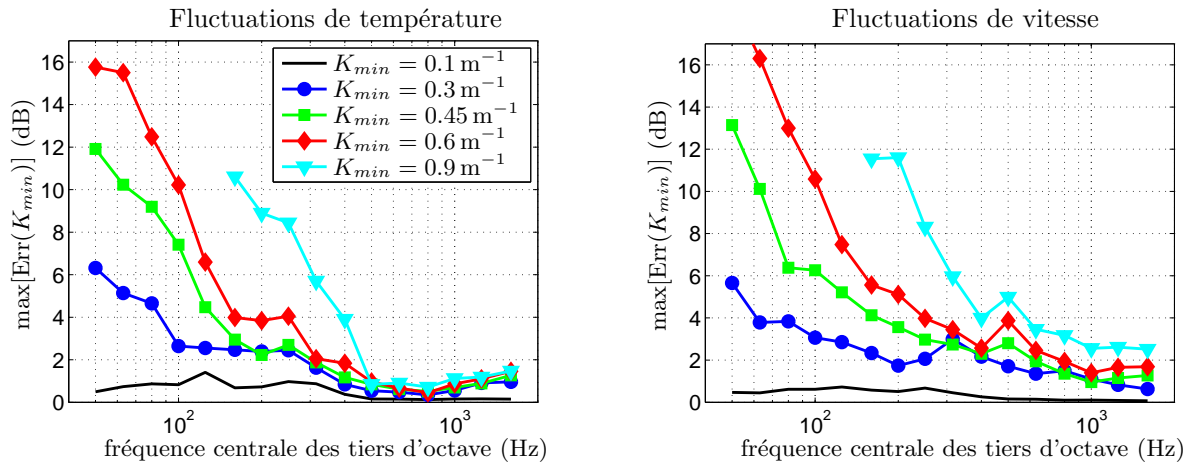 Fluctuations de température
max[Err(K_min)] (dB)
16
14
12
10
8
6
4
2
0
10^2
10^3
fréquence centrale des tiers d'octave (Hz)
K_min = 0.1 m^−1
K_min = 0.3 m^−1
K_min = 0.45 m^−1
K_min = 0.6 m^−1
K_min = 0.9 m^−1
Fluctuations de vitesse
max[Err(K_min)] (dB)
16
14
12
10
8
6
4
2
0
10^2
10^3
fréquence centrale des tiers d'octave (Hz)